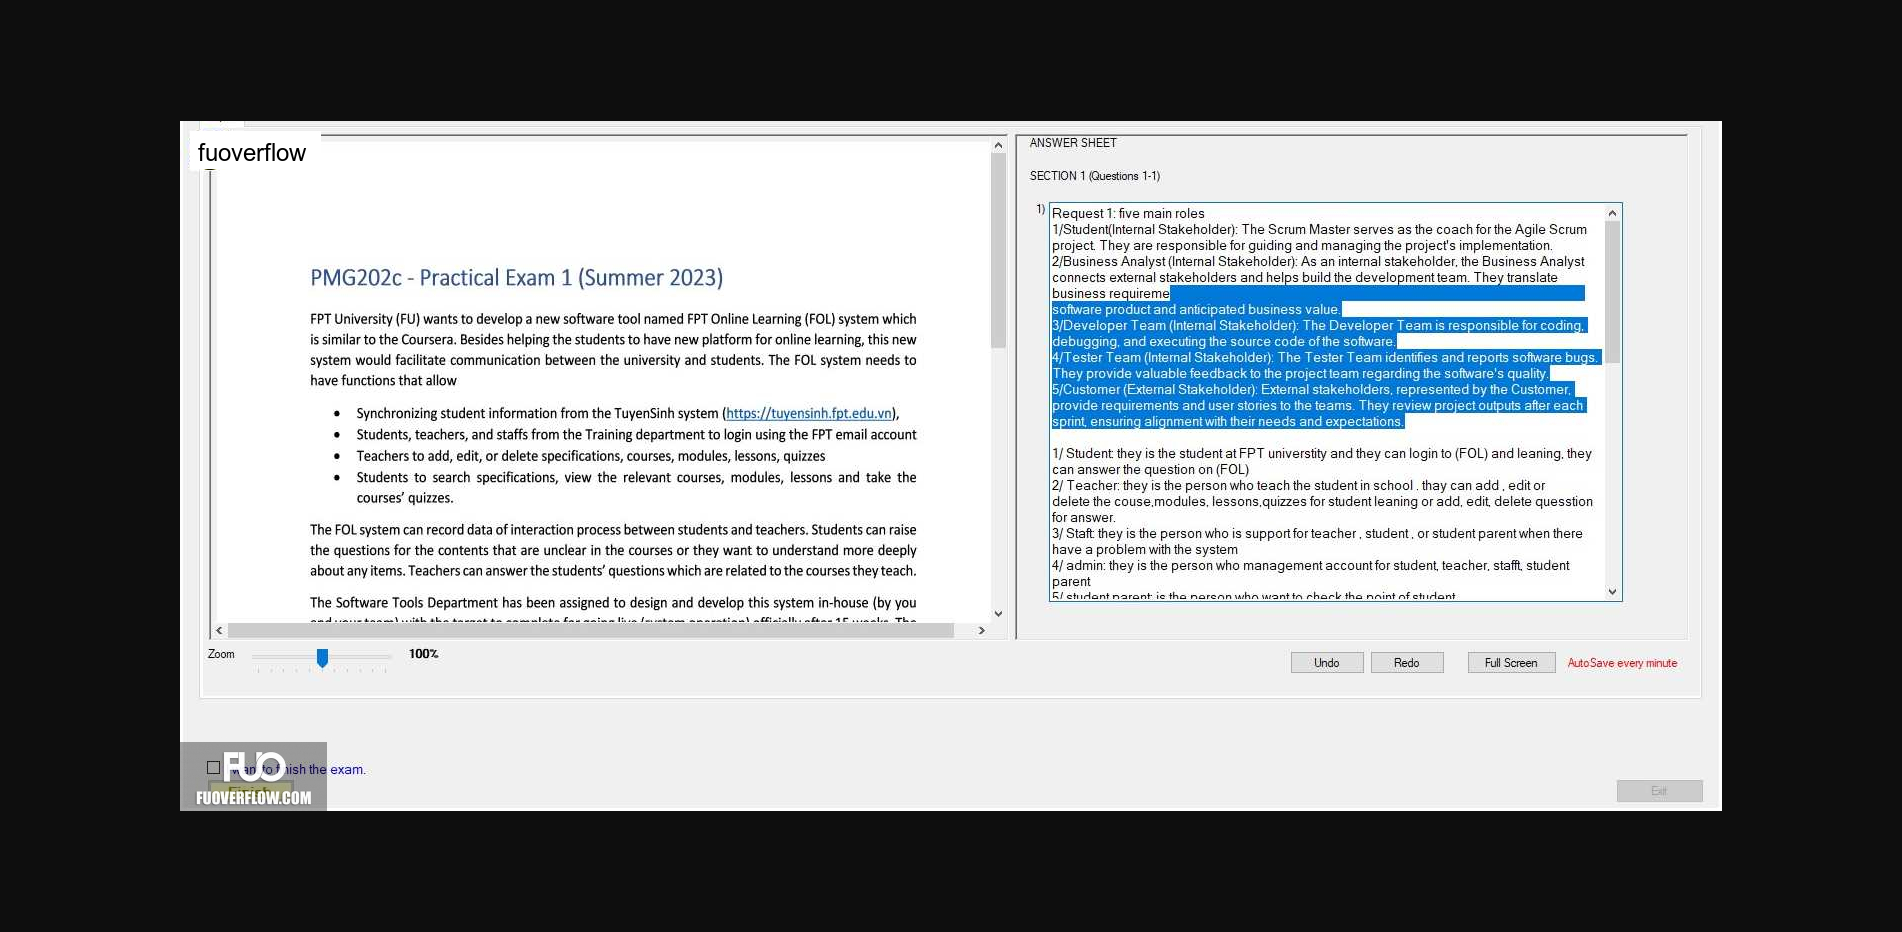 fuoverflow
PMG202c - Practical Exam 1 (Summer 2023)
FPT University (FU) wants to develop a new software tool named FPT Online Learning (FOL) system which
is similar to the Coursera. Besides helping the students to have new platform for online learning, this new
system would facilitate communication between the university and students. The FOL system needs to
have functions that allow
• Synchronizing student information from the TuyenSinh system (https://tuyensinh.fpt.edu.vn),
• Students, teachers, and staffs from the Training department to login using the FPT email account
• Teachers to add, edit, or delete specifications, courses, modules, lessons, quizzes
• Students to search specifications, view the relevant courses, modules, lessons and take the
courses’ quizzes.
The FOL system can record data of interaction process between students and teachers. Students can raise
the questions for the contents that are unclear in the courses or they want to understand more deeply
about any items. Teachers can answer the students’ questions which are related to the courses they teach.
The Software Tools Department has been assigned to design and develop this system in-house (by you
Zoom
100%
ANSWER SHEET
SECTION 1 (Questions 1-1)
1)
Request 1: five main roles
1/Student(Internal Stakeholder): The Scrum Master serves as the coach for the Agile Scrum
project. They are responsible for guiding and managing the project's implementation.
2/Business Analyst (Internal Stakeholder): As an internal stakeholder, the Business Analyst
connects external stakeholders and helps build the development team. They translate
business requireme
software product and anticipated business value.
3/Developer Team (Internal Stakeholder): The Developer Team is responsible for coding,
debugging, and executing the source code of the software.
4/Tester Team (Internal Stakeholder): The Tester Team identifies and reports software bugs.
They provide valuable feedback to the project team regarding the software's quality.
5/Customer (External Stakeholder): External stakeholders, represented by the Customer,
provide requirements and user stories to the teams. They review project outputs after each
sprint, ensuring alignment with their needs and expectations.
1/ Student: they is the student at FPT universtity and they can login to (FOL) and leaning, they
can answer the question on (FOL)
2/ Teacher: they is the person who teach the student in school . thay can add , edit or
delete the couse,modules, lessons,quizzes for student leaning or add, edit, delete quesstion
for answer.
3/ Staft: they is the person who is support for teacher , student , or student parent when there
have a problem with the system
4/ admin: they is the person who management account for student, teacher, stafft, student
parent
5/ student parent: is the person who want to check the point of student
Undo
Redo
Full Screen
AutoSave every minute
want to finish the exam.
Finish
FUO
FUOVERFLOW.COM
Exit